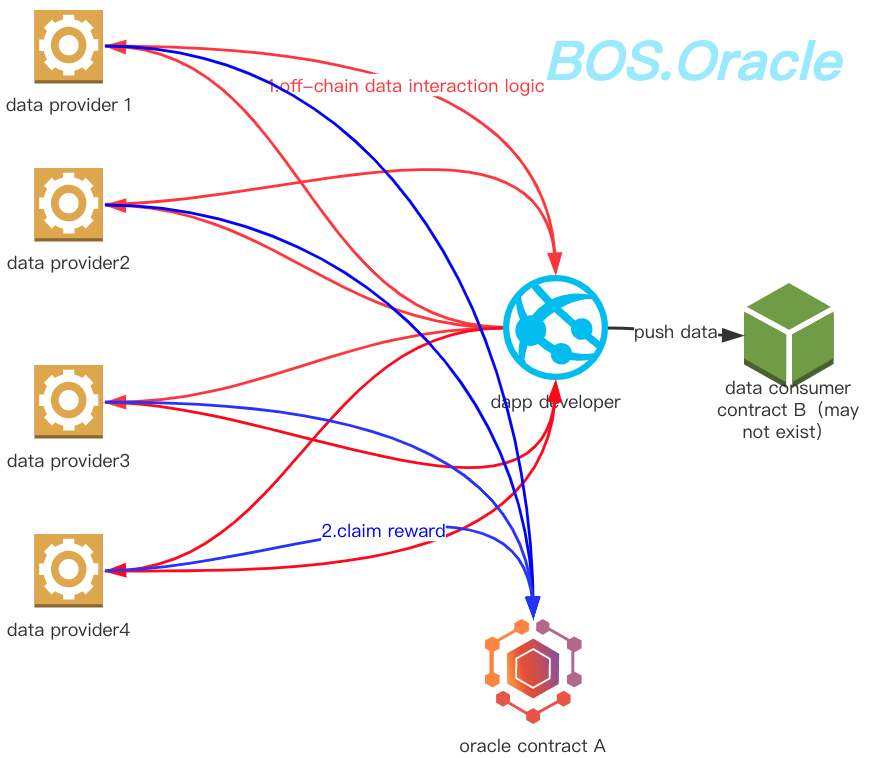 BOS.Oracle
1.off-chain data interaction logic
data provider 1
data provider2
dapp developer
push data
data consumer
contract B（may
not exist）
data provider3
2.claim reward
data provider4
oracle contract A